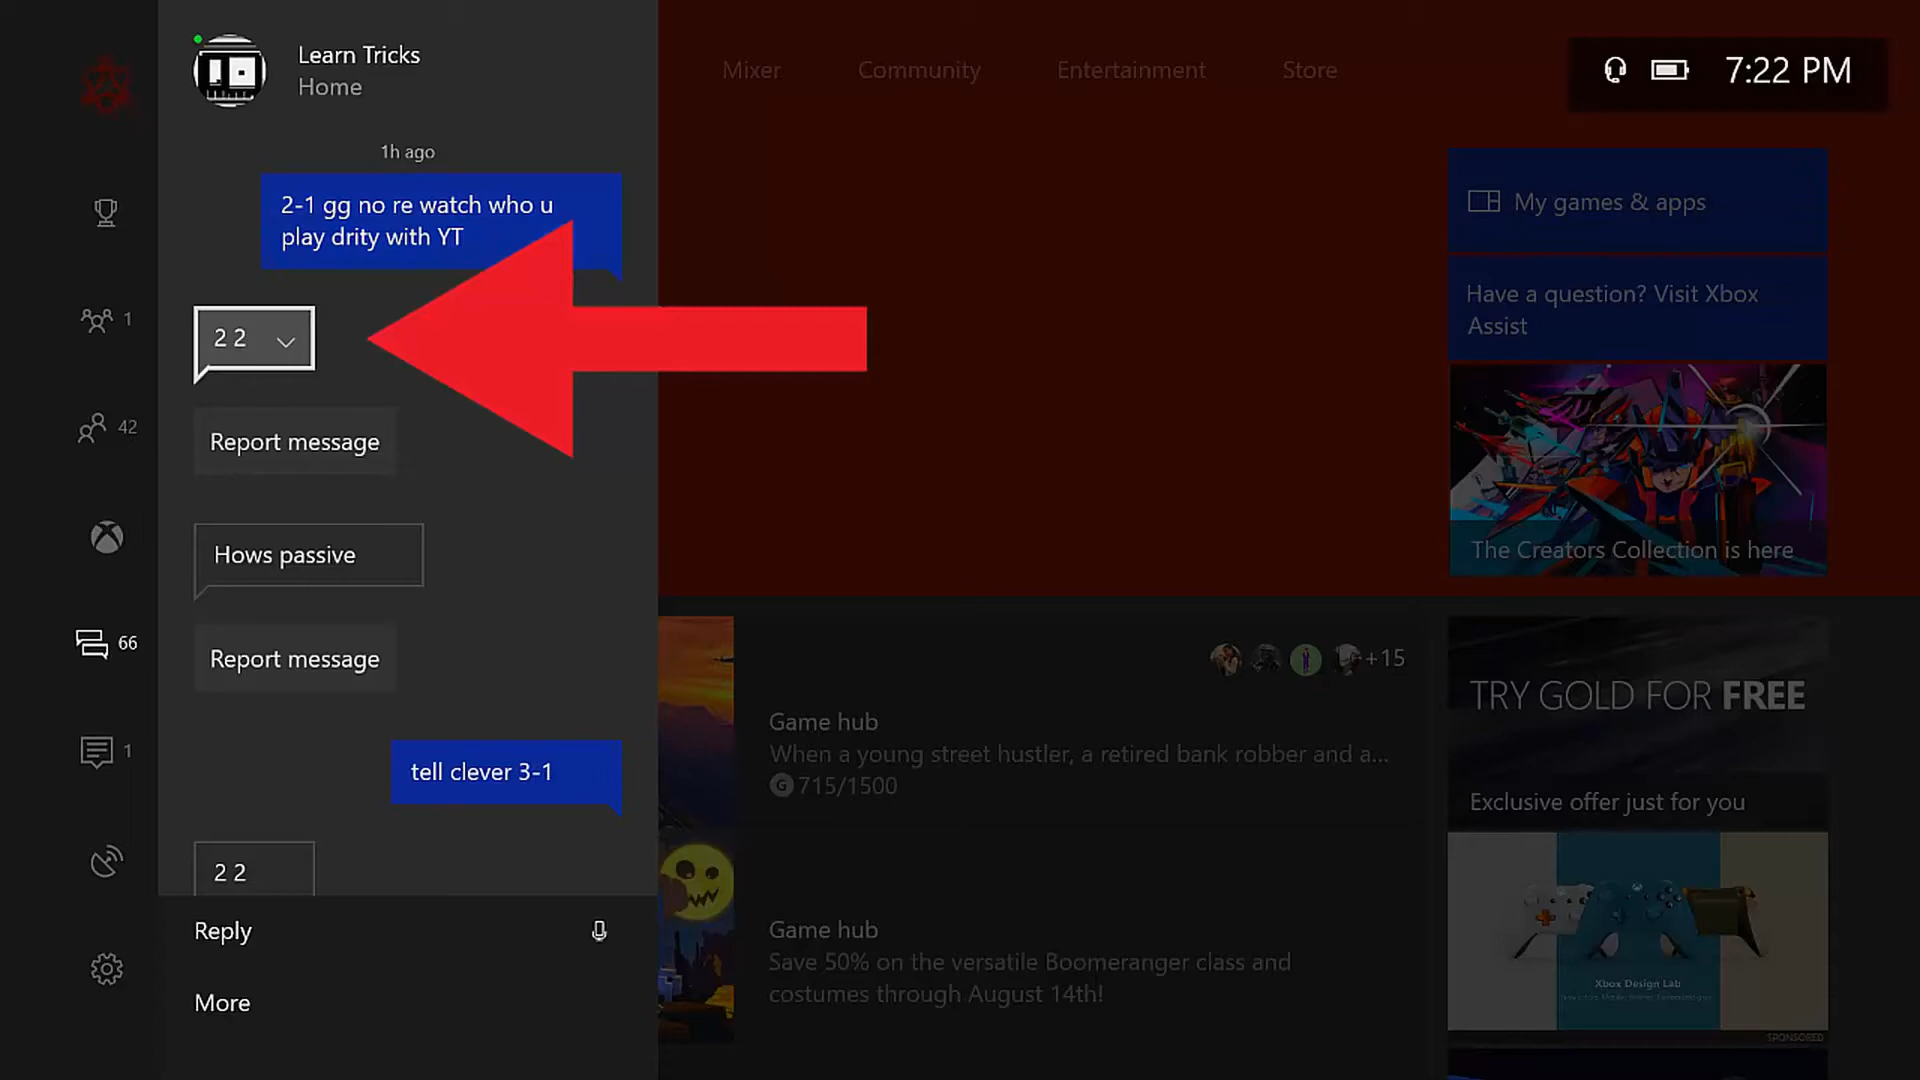 Learn Tricks
Home
Mixer
Community
Entertainment
Store
7:22 PM
1h ago
2-1 gg no re watch who u
play drity with YT
2 2
Report message
Hows passive
Report message
tell clever 3-1
2 2
Reply
More
1
42
66
1
My games & apps
Have a question? Visit Xbox
Assist
The Creators Collection is here
+15
Game hub
When a young street hustler, a retired bank robber and a...
G 715/1500
Game hub
Save 50% on the versatile Boomeranger class and
costumes through August 14th!
TRY GOLD FOR FREE
Exclusive offer just for you
Xbox Design Lab
SPONSORED